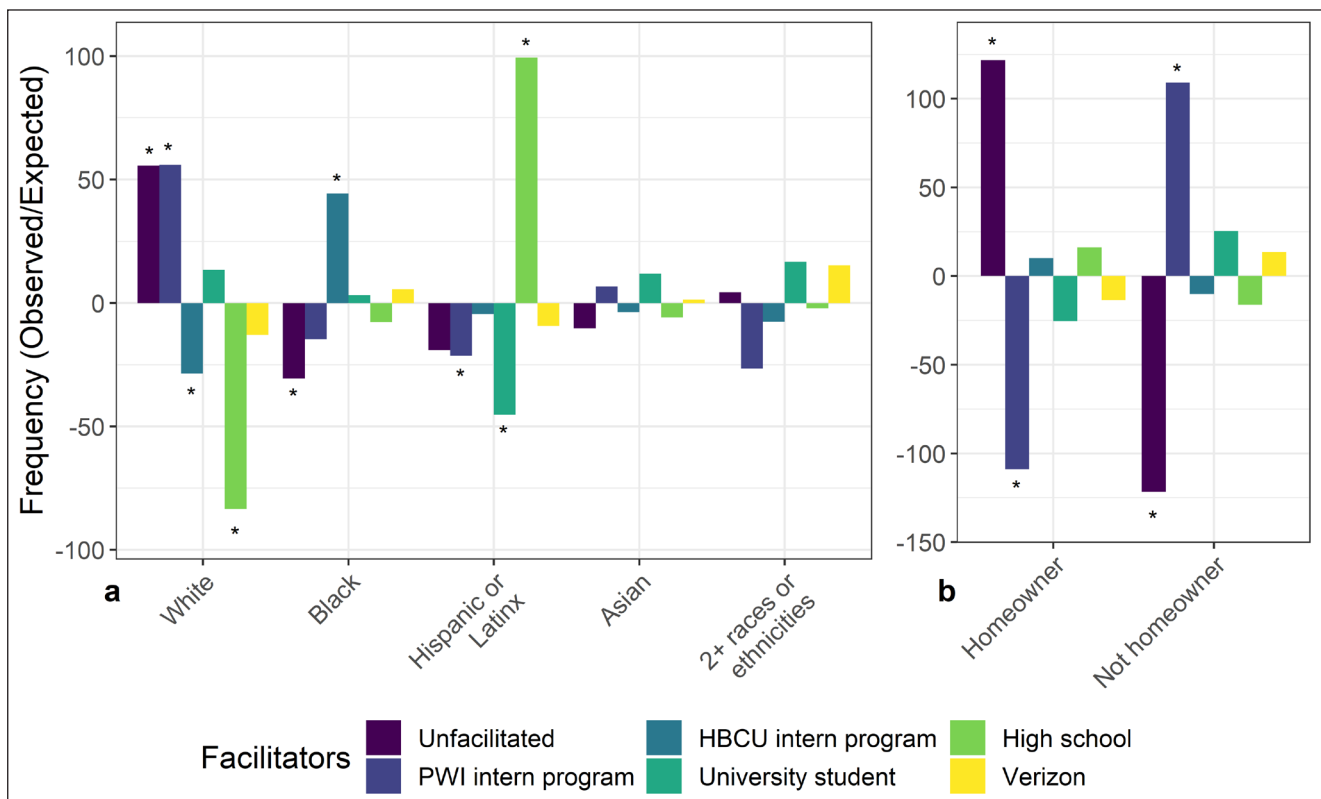 Frequency (Observed/Expected)
100
50
0
-50
-100
*
*
*
*
*
*
*
*
*
a
White
Black
Hispanic or
Latinx
Asian
2+ races or
ethnicities
100
50
0
-50
-100
-150
*
*
*
*
b
Homeowner
Not homeowner
Facilitators
Unfacilitated
PWI intern program
HBCU intern program
University student
High school
Verizon